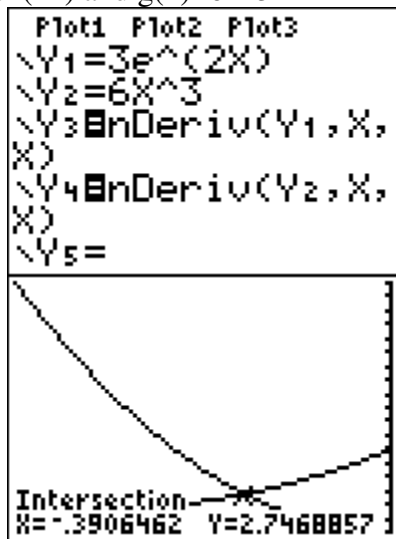 Plot1 Plot2 Plot3
\Y1=3e^(2X)
\Y2=6X^3
\Y3=nDeriv(Y1,X,
X)
\Y4=nDeriv(Y2,X,
X)
\Y5=
Intersection
X=-.3906462 Y=2.7468857